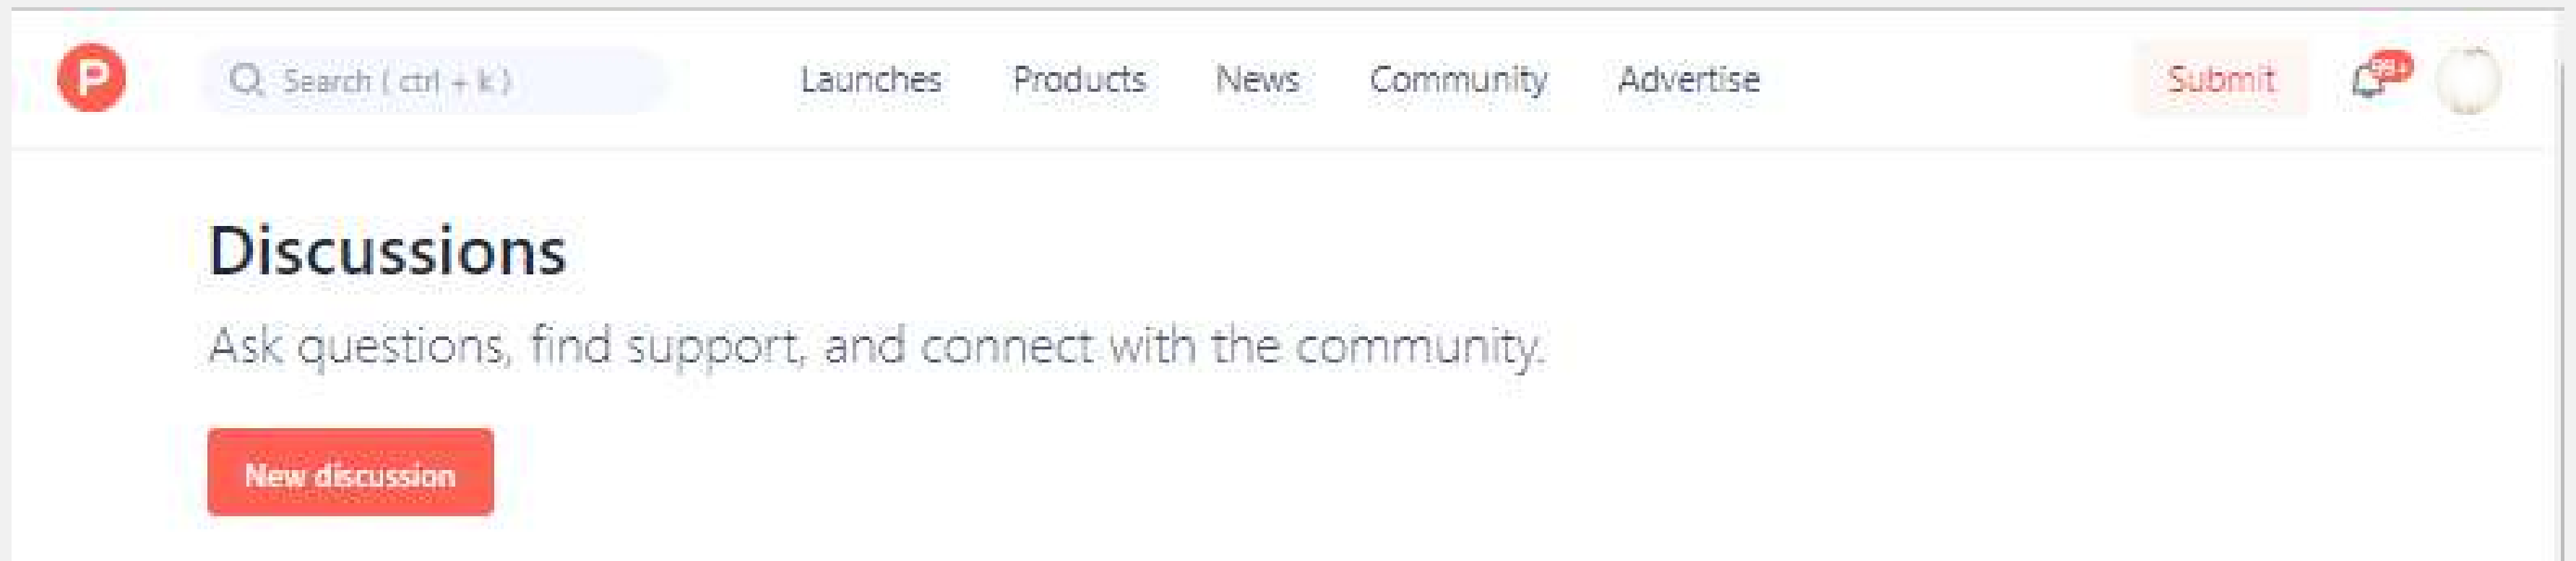 P Search ( ctrl + k ) Launches Products News Community Advertise Submit 99+
Discussions
Ask questions, find support, and connect with the community.
New discussion